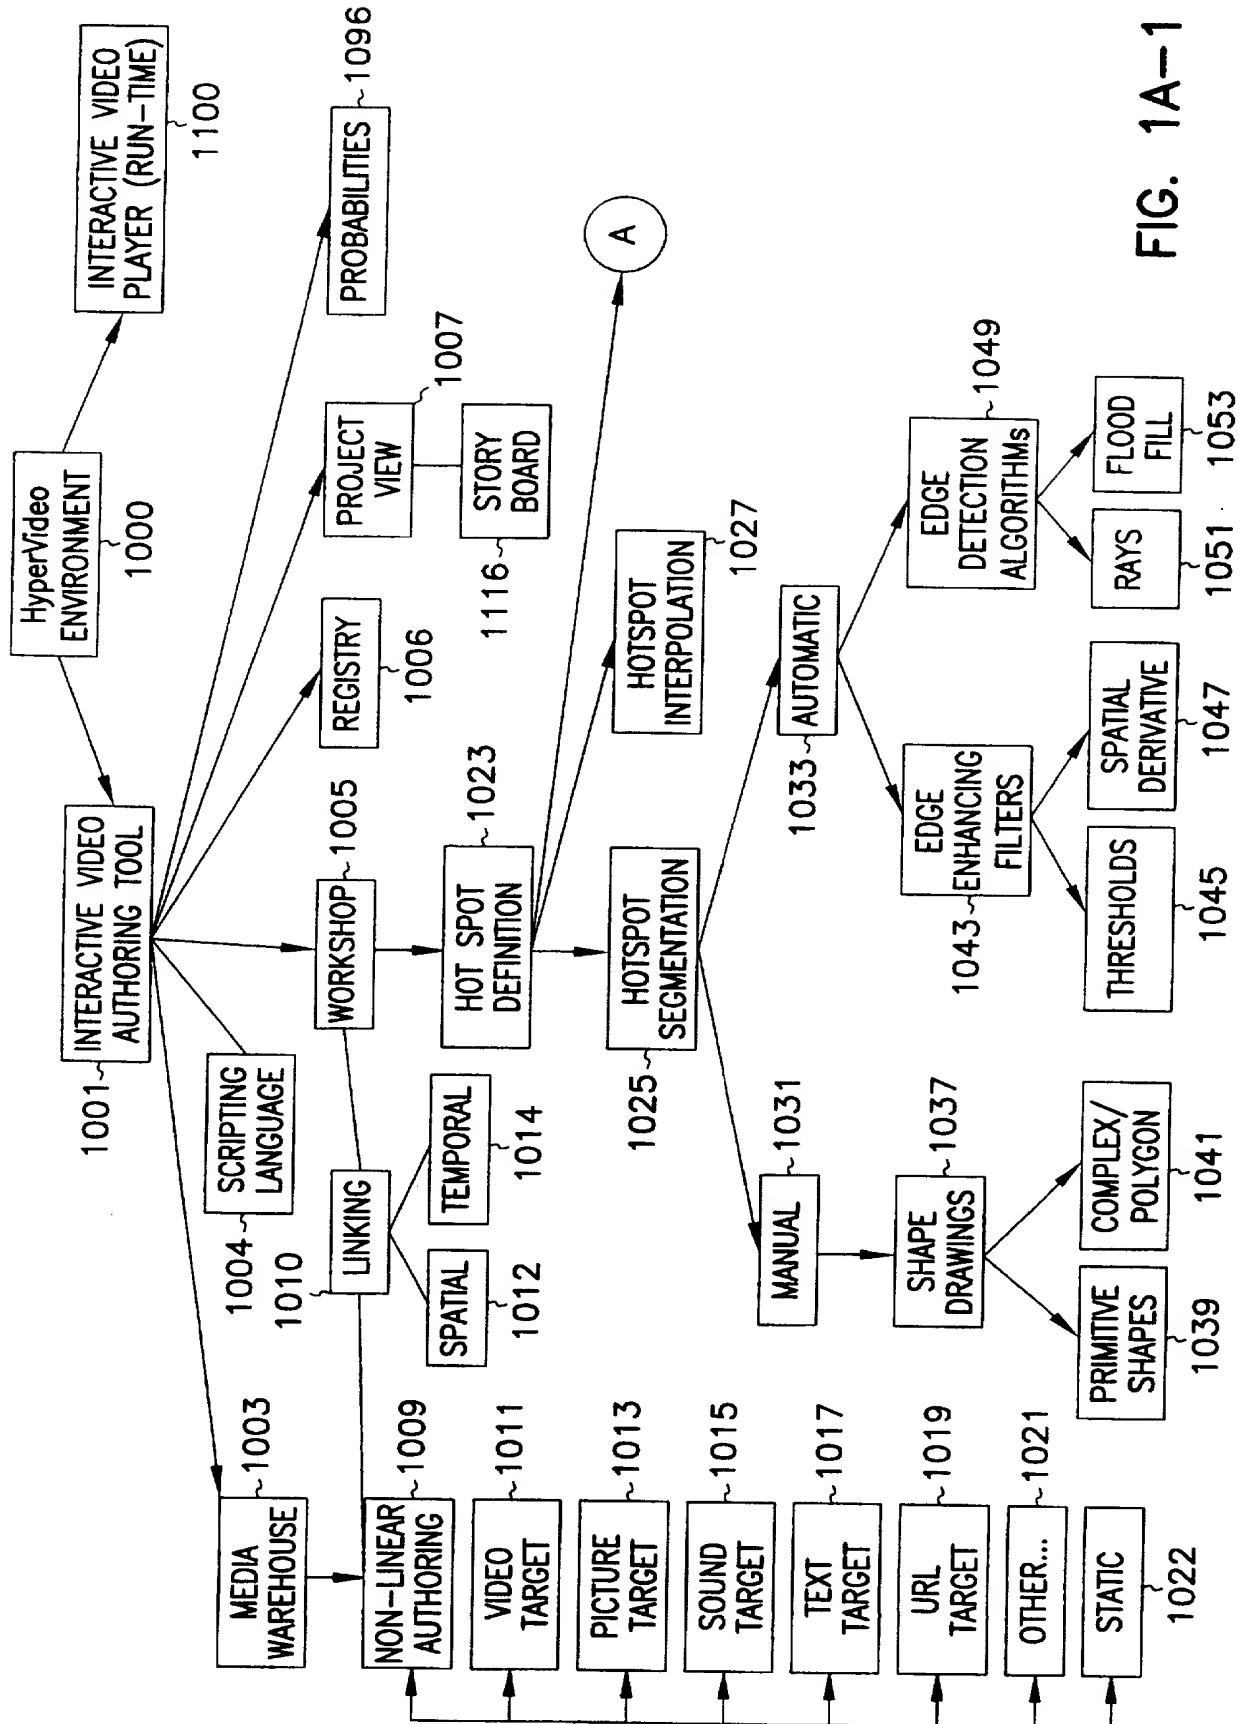 HyperVideo
ENVIRONMENT
1000
INTERACTIVE VIDEO
PLAYER (RUN-TIME)
1100
INTERACTIVE VIDEO
AUTHORING TOOL
1001
MEDIA
WAREHOUSE
1003
SCRIPTING
LANGUAGE
1004
WORKSHOP
1005
REGISTRY
1006
PROJECT
VIEW
1007
STORY
BOARD
1116
PROBABILITIES
1096
NON-LINEAR
AUTHORING
1009
LINKING
1010
SPATIAL
1012
TEMPORAL
1014
HOT SPOT
DEFINITION
1023
VIDEO
TARGET
1011
PICTURE
TARGET
1013
SOUND
TARGET
1015
TEXT
TARGET
1017
URL
TARGET
1019
OTHER...
1021
STATIC
1022
HOTSPOT
SEGMENTATION
1025
HOTSPOT
INTERPOLATION
1027
A
MANUAL
1031
AUTOMATIC
1033
SHAPE
DRAWINGS
1037
PRIMITIVE
SHAPES
1039
COMPLEX/
POLYGON
1041
EDGE
ENHANCING
FILTERS
1043
THRESHOLDS
1045
SPATIAL
DERIVATIVE
1047
EDGE
DETECTION
ALGORITHMs
1049
RAYS
1051
FLOOD
FILL
1053
FIG. 1A-1